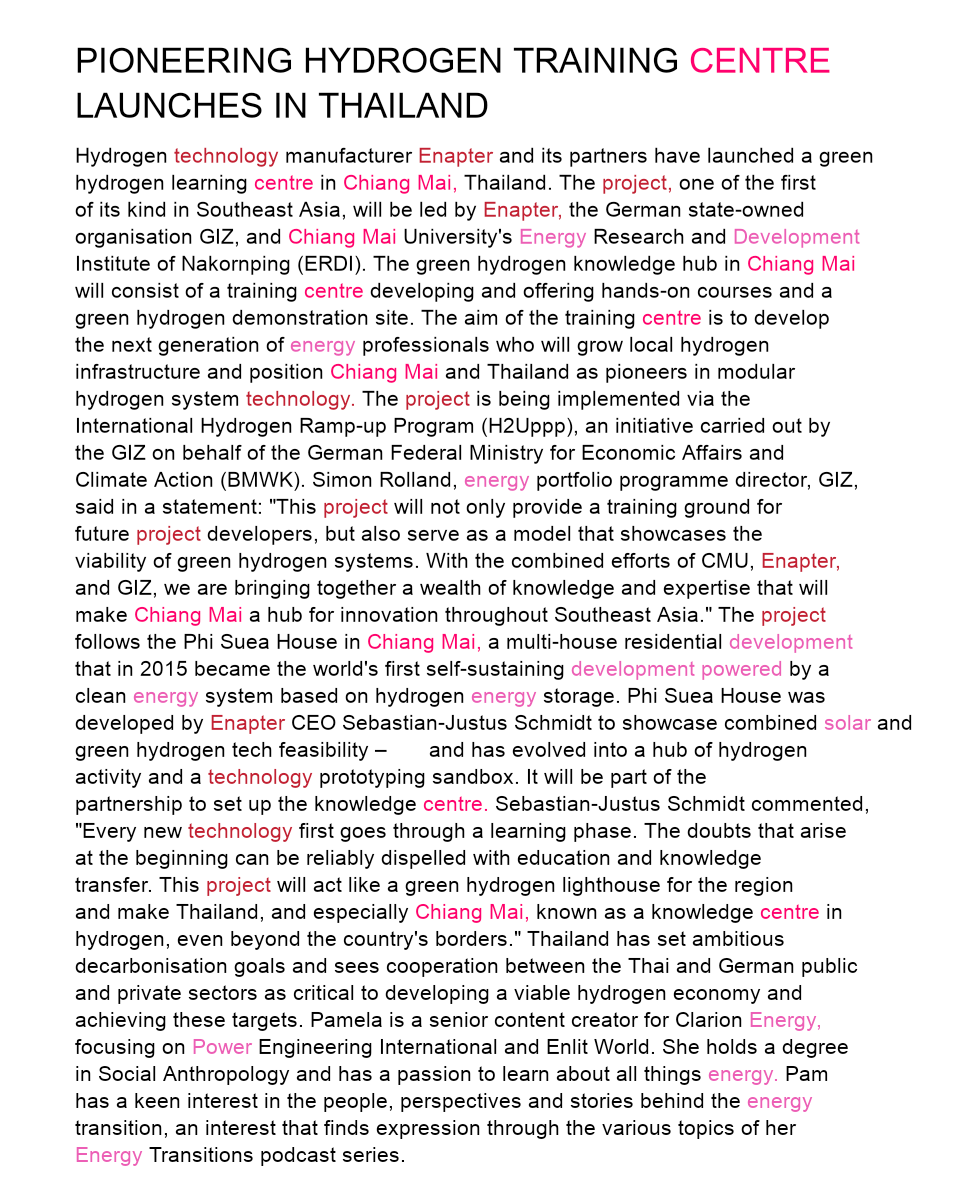 PIONEERING HYDROGEN TRAINING CENTRE
LAUNCHES IN THAILAND
Hydrogen technology manufacturer Enapter and its partners have launched a green
hydrogen learning centre in Chiang Mai, Thailand. The project, one of the first
of its kind in Southeast Asia, will be led by Enapter, the German state-owned
organisation GIZ, and Chiang Mai University's Energy Research and Development
Institute of Nakornping (ERDI). The green hydrogen knowledge hub in Chiang Mai
will consist of a training centre developing and offering hands-on courses and a
green hydrogen demonstration site. The aim of the training centre is to develop
the next generation of energy professionals who will grow local hydrogen
infrastructure and position Chiang Mai and Thailand as pioneers in modular
hydrogen system technology. The project is being implemented via the
International Hydrogen Ramp-up Program (H2Uppp), an initiative carried out by
the GIZ on behalf of the German Federal Ministry for Economic Affairs and
Climate Action (BMWK). Simon Rolland, energy portfolio programme director, GIZ,
said in a statement: "This project will not only provide a training ground for
future project developers, but also serve as a model that showcases the
viability of green hydrogen systems. With the combined efforts of CMU, Enapter,
and GIZ, we are bringing together a wealth of knowledge and expertise that will
make Chiang Mai a hub for innovation throughout Southeast Asia." The project
follows the Phi Suea House in Chiang Mai, a multi-house residential development
that in 2015 became the world's first self-sustaining development powered by a
clean energy system based on hydrogen energy storage. Phi Suea House was
developed by Enapter CEO Sebastian-Justus Schmidt to showcase combined solar and
green hydrogen tech feasibility – and has evolved into a hub of hydrogen
activity and a technology prototyping sandbox. It will be part of the
partnership to set up the knowledge centre. Sebastian-Justus Schmidt commented,
"Every new technology first goes through a learning phase. The doubts that arise
at the beginning can be reliably dispelled with education and knowledge
transfer. This project will act like a green hydrogen lighthouse for the region
and make Thailand, and especially Chiang Mai, known as a knowledge centre in
hydrogen, even beyond the country's borders." Thailand has set ambitious
decarbonisation goals and sees cooperation between the Thai and German public
and private sectors as critical to developing a viable hydrogen economy and
achieving these targets. Pamela is a senior content creator for Clarion Energy,
focusing on Power Engineering International and Enlit World. She holds a degree
in Social Anthropology and has a passion to learn about all things energy. Pam
has a keen interest in the people, perspectives and stories behind the energy
transition, an interest that finds expression through the various topics of her
Energy Transitions podcast series.